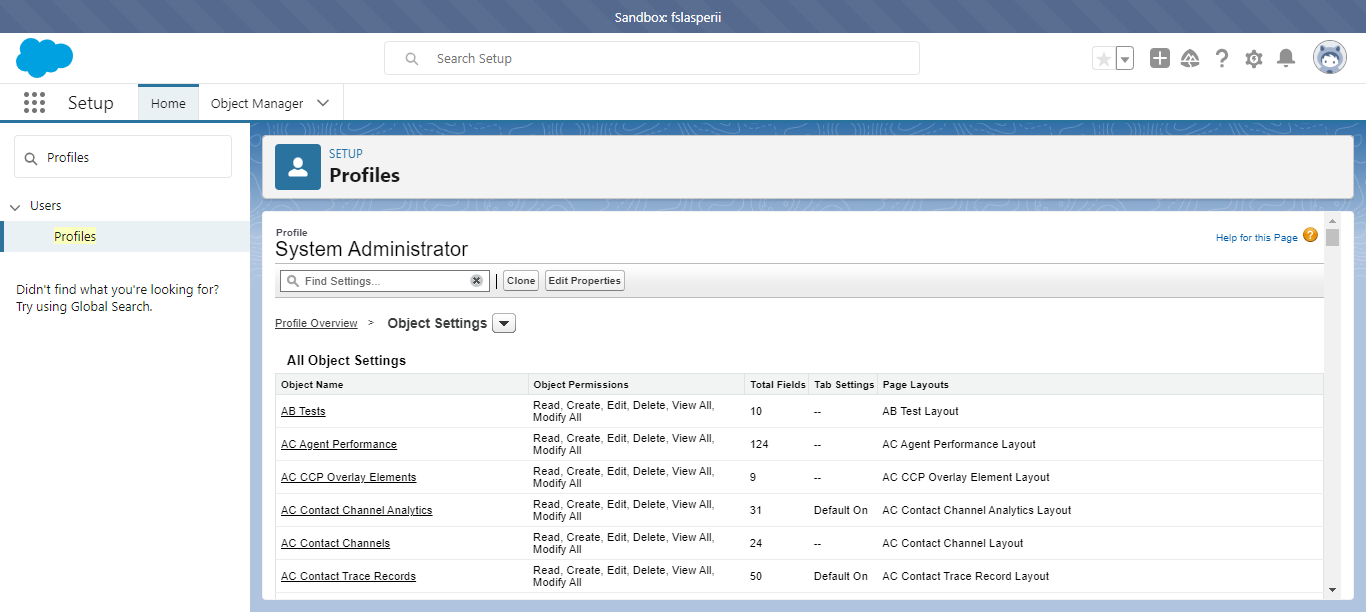 Sandbox: fslasperii
Search Setup
Setup
Home
Object Manager
Profiles
Users
Profiles
Didn't find what you're looking for?
Try using Global Search.
SETUP
Profiles
Profile
System Administrator
Help for this Page ?
Find Settings...
Clone
Edit Properties
Profile Overview > Object Settings
All Object Settings
Object Name Object Permissions Total Fields Tab Settings Page Layouts
AB Tests Read, Create, Edit, Delete, View All, Modify All 10 -- AB Test Layout
AC Agent Performance Read, Create, Edit, Delete, View All, Modify All 124 -- AC Agent Performance Layout
AC CCP Overlay Elements Read, Create, Edit, Delete, View All, Modify All 9 -- AC CCP Overlay Element Layout
AC Contact Channel Analytics Read, Create, Edit, Delete, View All, Modify All 31 Default On AC Contact Channel Analytics Layout
AC Contact Channels Read, Create, Edit, Delete, View All, Modify All 24 -- AC Contact Channel Layout
AC Contact Trace Records Read, Create, Edit, Delete, View All, Modify All 50 Default On AC Contact Trace Record Layout